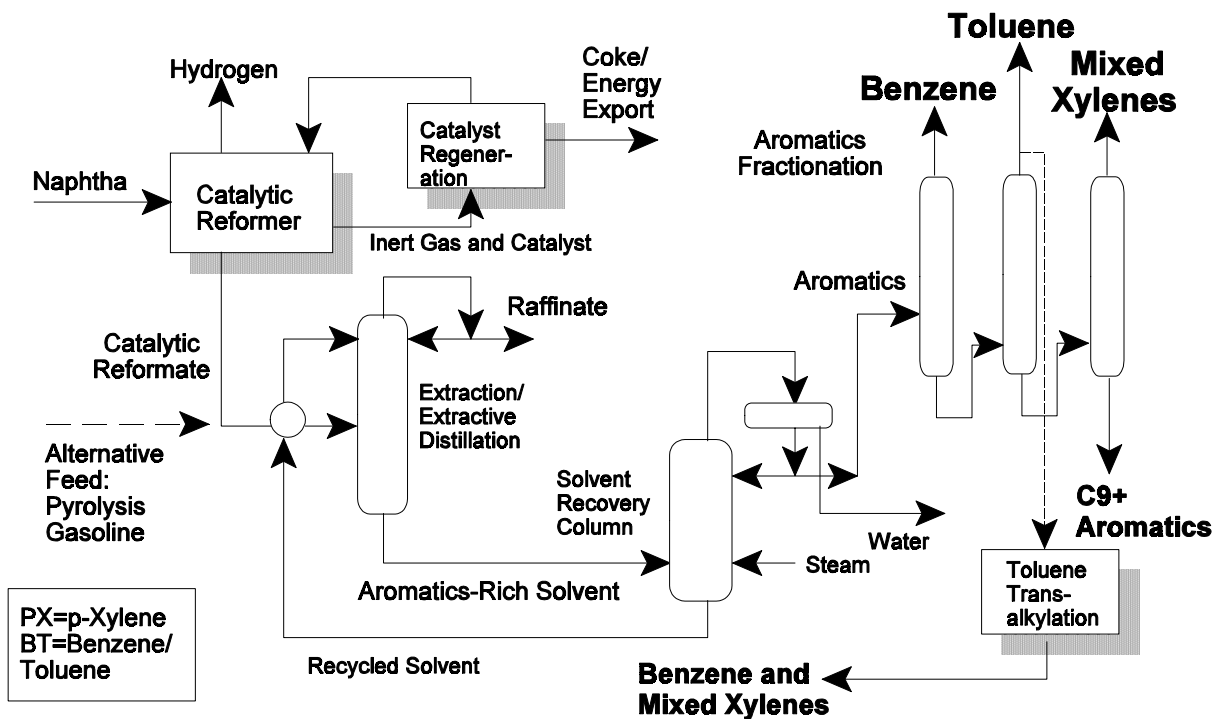 Toluene
Mixed
Xylenes
Benzene
Hydrogen
Coke/
Energy
Export
Catalyst
Regener-
ation
Aromatics
Fractionation
Naphtha
Catalytic
Reformer
Inert Gas and Catalyst
Aromatics
Raffinate
Catalytic
Reformate
Extraction/
Extractive
Distillation
Alternative
Feed:
Pyrolysis
Gasoline
Solvent
Recovery
Column
C9+
Aromatics
Water
Steam
Toluene
Trans-
alkylation
Aromatics-Rich Solvent
PX=p-Xylene
BT=Benzene/
Toluene
Recycled Solvent
Benzene and
Mixed Xylenes